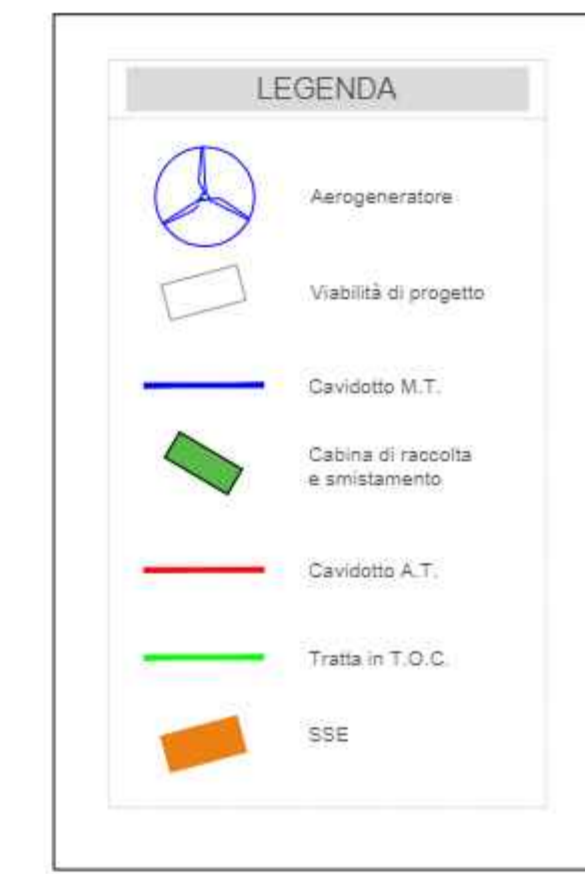 LEGENDA
Aerogeneratore
Viabilità di progetto
Cavidotto M.T.
Cabina di raccolta
e smistamento
Cavidotto A.T.
Tratta in T.O.C.
SSE